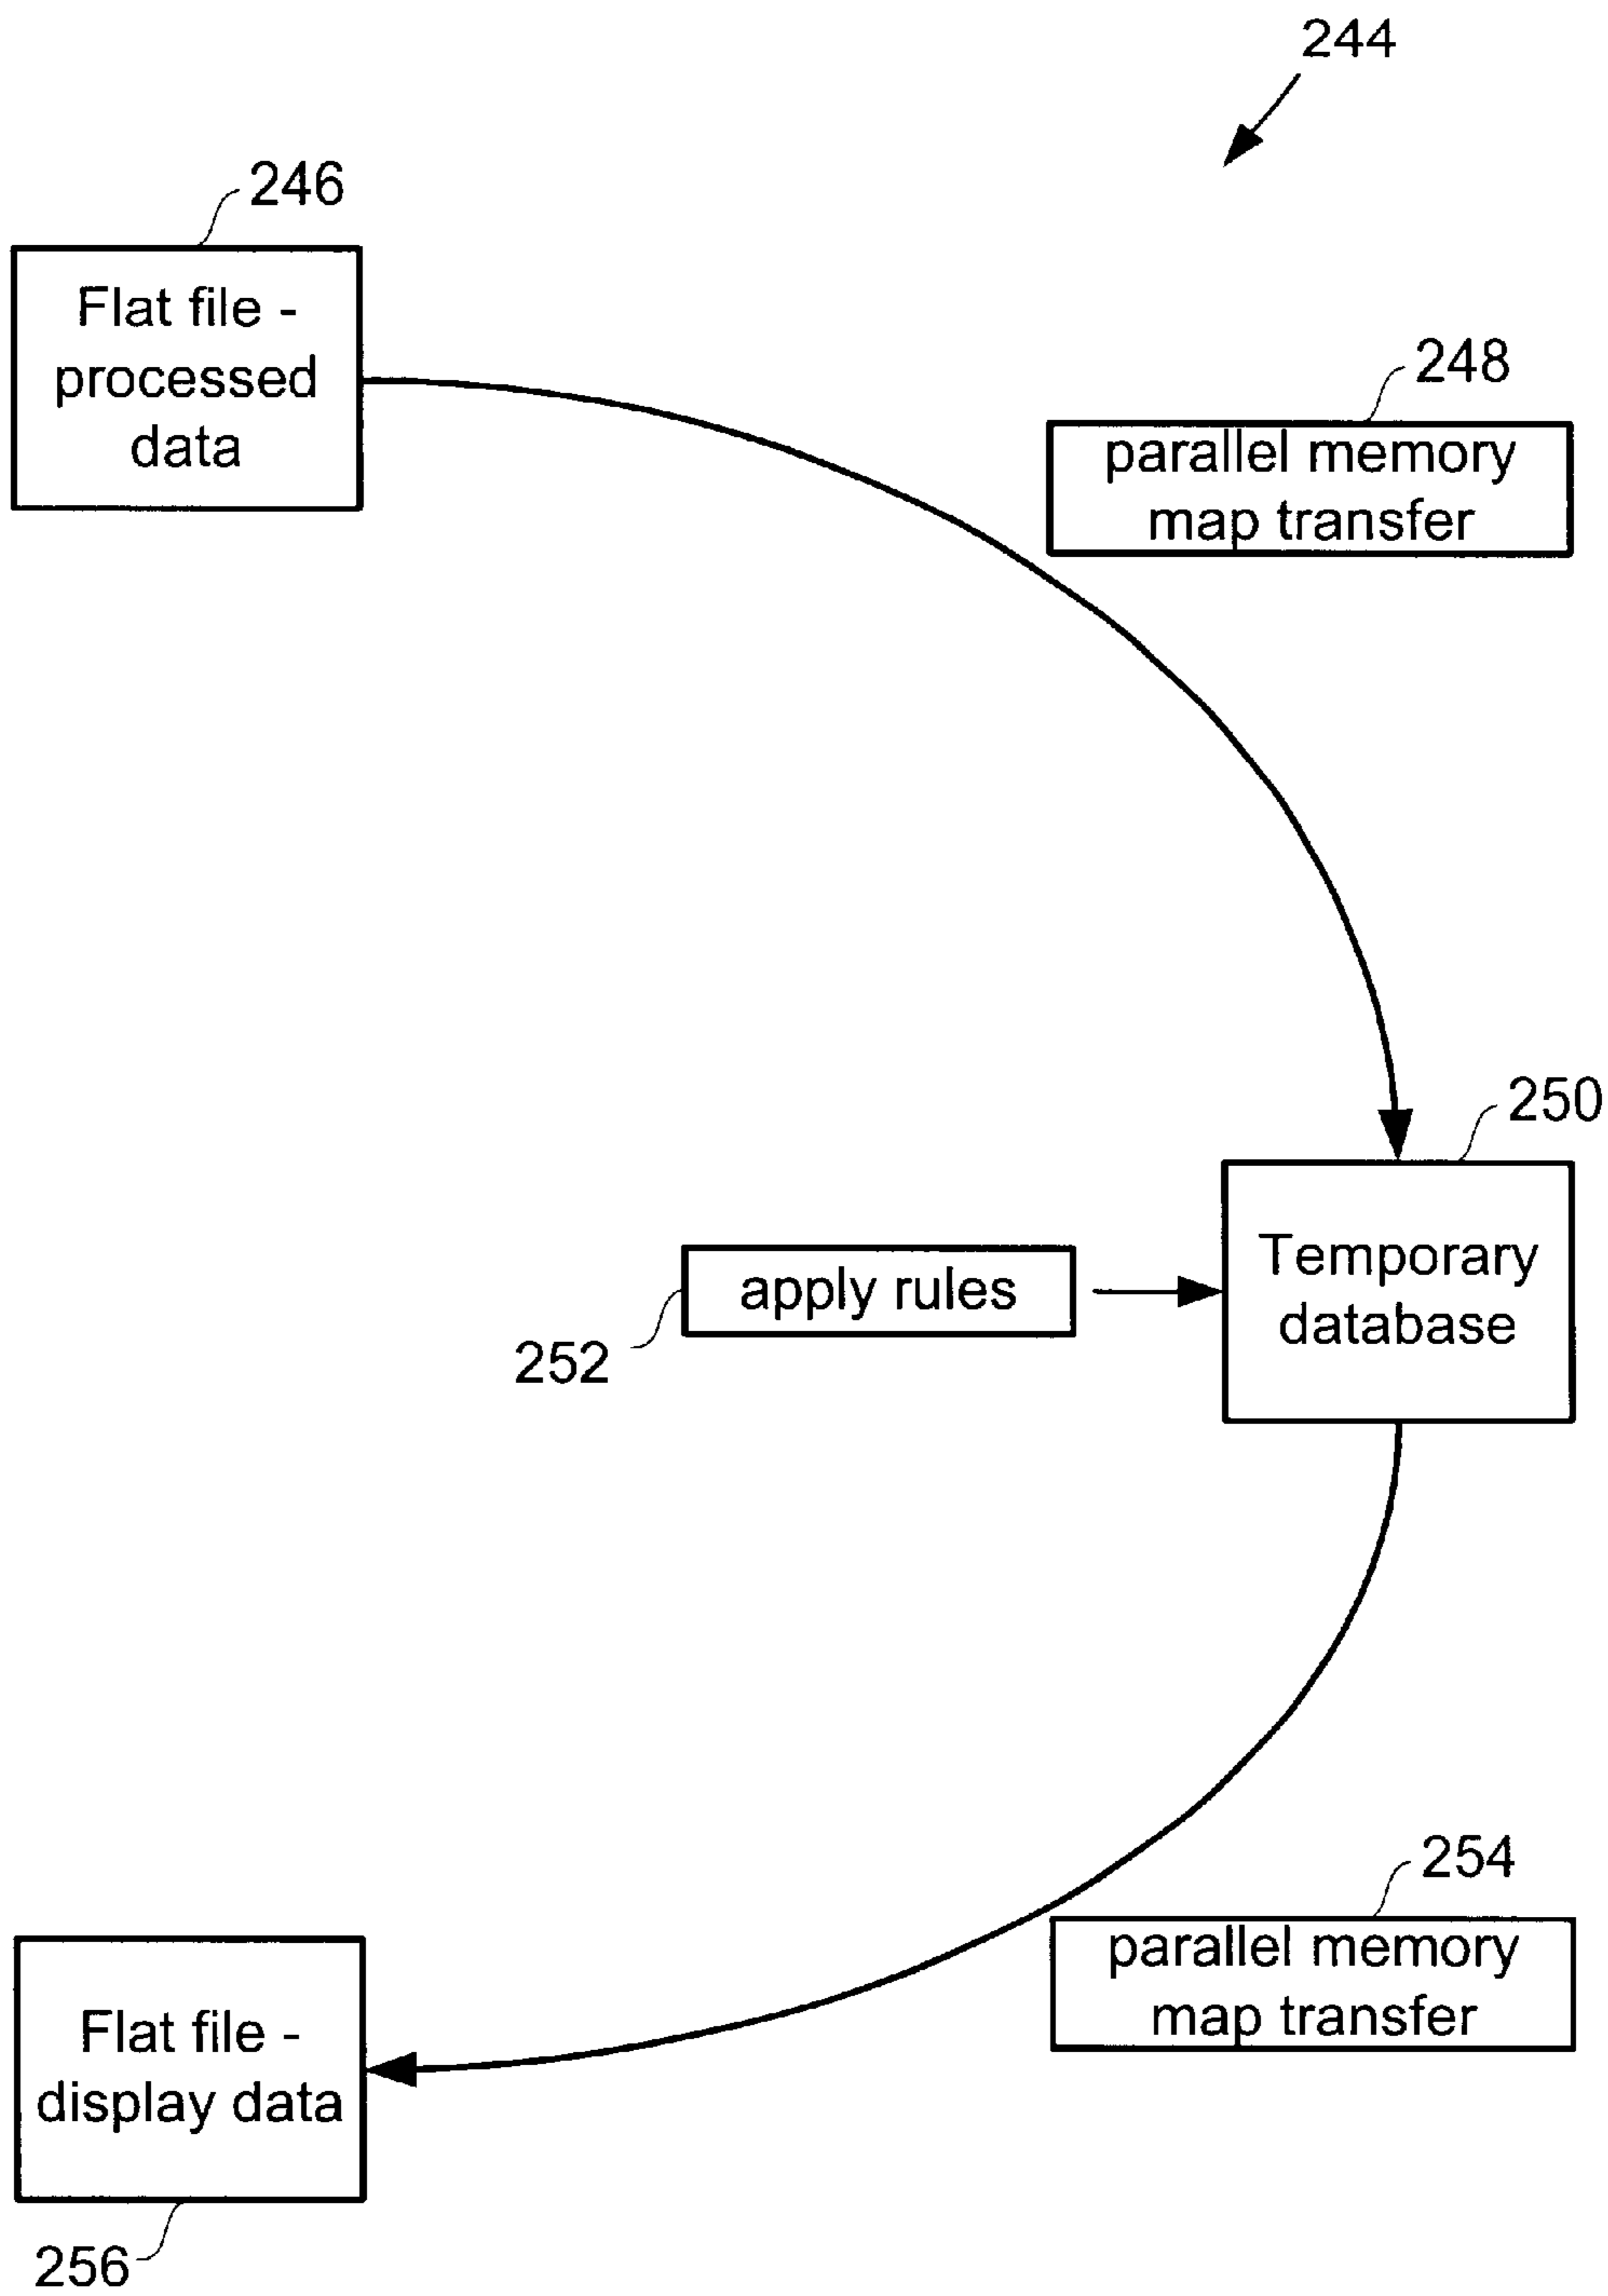 244
246
Flat file -
processed
data
248
parallel memory
map transfer
250
Temporary
database
apply rules
252
254
parallel memory
map transfer
Flat file -
display data
256